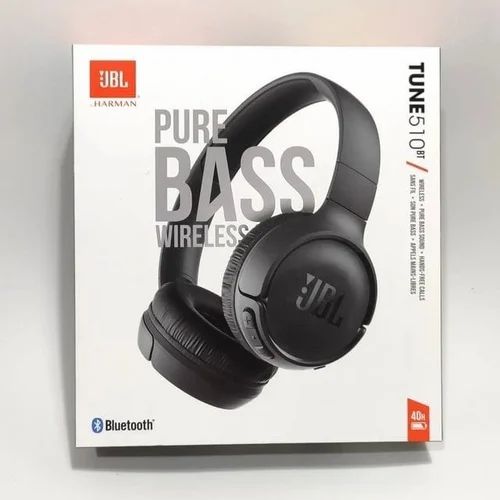 JBL
HARMAN
PURE
BASS
WIRELESS
TUNE510BT
WIRELESS • PURE BASS SOUND • HANDS-FREE CALLS
SANS FIL • SON PURE BASS • APPELS MAINS-LIBRES
JBL
Bluetooth®
40H